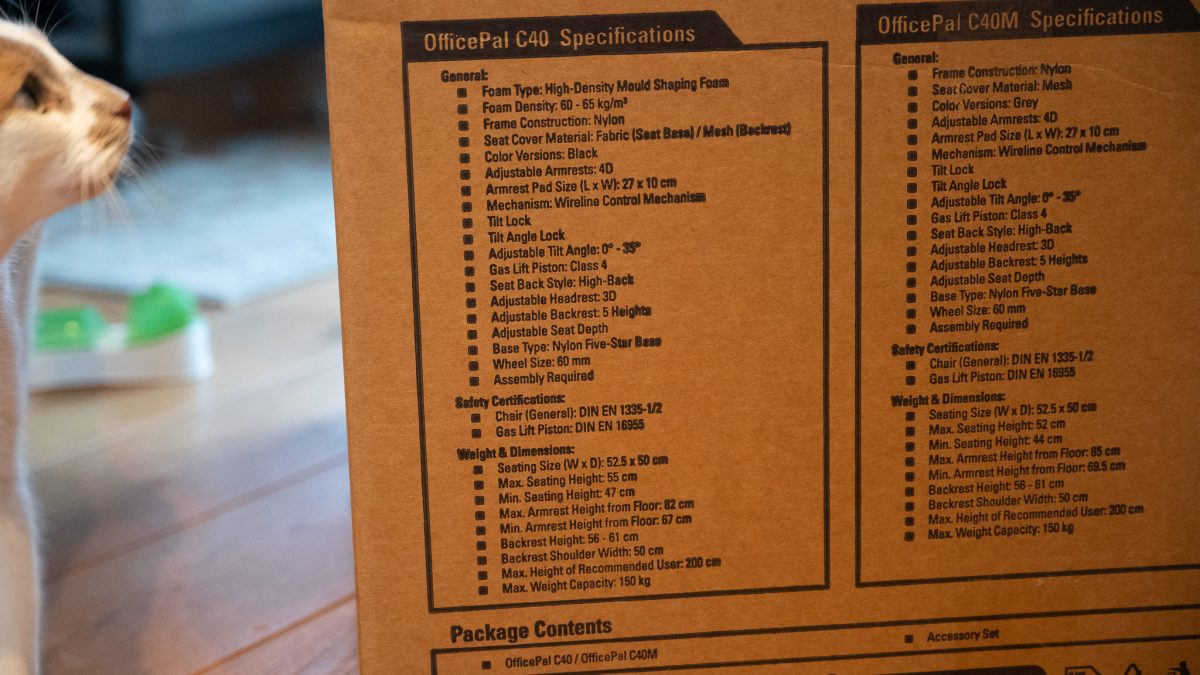 OfficePal C40 Specifications
General:
Foam Type: High-Density Mould Shaping Foam
Foam Density: 60 - 65 kg/m³
Frame Construction: Nylon
Seat Cover Material: Fabric (Seat Base) / Mesh (Backrest)
Color Versions: Black
Adjustable Armrests: 4D
Armrest Pad Size (L x W): 27 x 10 cm
Mechanism: Wireline Control Mechanism
Tilt Lock
Tilt Angle Lock
Adjustable Tilt Angle: 0° - 35°
Gas Lift Piston: Class 4
Seat Back Style: High-Back
Adjustable Headrest: 3D
Adjustable Backrest: 5 Heights
Adjustable Seat Depth
Base Type: Nylon Five-Star Base
Wheel Size: 60 mm
Assembly Required
Safety Certifications:
Chair (General): DIN EN 1335-1/2
Gas Lift Piston: DIN EN 16955
Weight & Dimensions:
Seating Size (W x D): 52.5 x 50 cm
Max. Seating Height: 55 cm
Min. Seating Height: 47 cm
Max. Armrest Height from Floor: 82 cm
Min. Armrest Height from Floor: 67 cm
Backrest Height: 56 - 61 cm
Backrest Shoulder Width: 50 cm
Max. Height of Recommended User: 200 cm
Max. Weight Capacity: 150 kg
OfficePal C40M Specifications
General:
Frame Construction: Nylon
Seat Cover Material: Mesh
Color Versions: Grey
Adjustable Armrests: 4D
Armrest Pad Size (L x W): 27 x 10 cm
Mechanism: Wireline Control Mechanism
Tilt Lock
Tilt Angle Lock
Adjustable Tilt Angle: 0° - 35°
Gas Lift Piston: Class 4
Seat Back Style: High-Back
Adjustable Headrest: 3D
Adjustable Backrest: 5 Heights
Adjustable Seat Depth
Base Type: Nylon Five-Star Base
Wheel Size: 60 mm
Assembly Required
Safety Certifications:
Chair (General): DIN EN 1335-1/2
Gas Lift Piston: DIN EN 16955
Weight & Dimensions:
Seating Size (W x D): 52.5 x 50 cm
Max. Seating Height: 52 cm
Min. Seating Height: 44 cm
Max. Armrest Height from Floor: 85 cm
Min. Armrest Height from Floor: 69.5 cm
Backrest Height: 56 - 61 cm
Backrest Shoulder Width: 50 cm
Max. Height of Recommended User: 200 cm
Max. Weight Capacity: 150 kg
Package Contents
OfficePal C40 / OfficePal C40M
Accessory Set